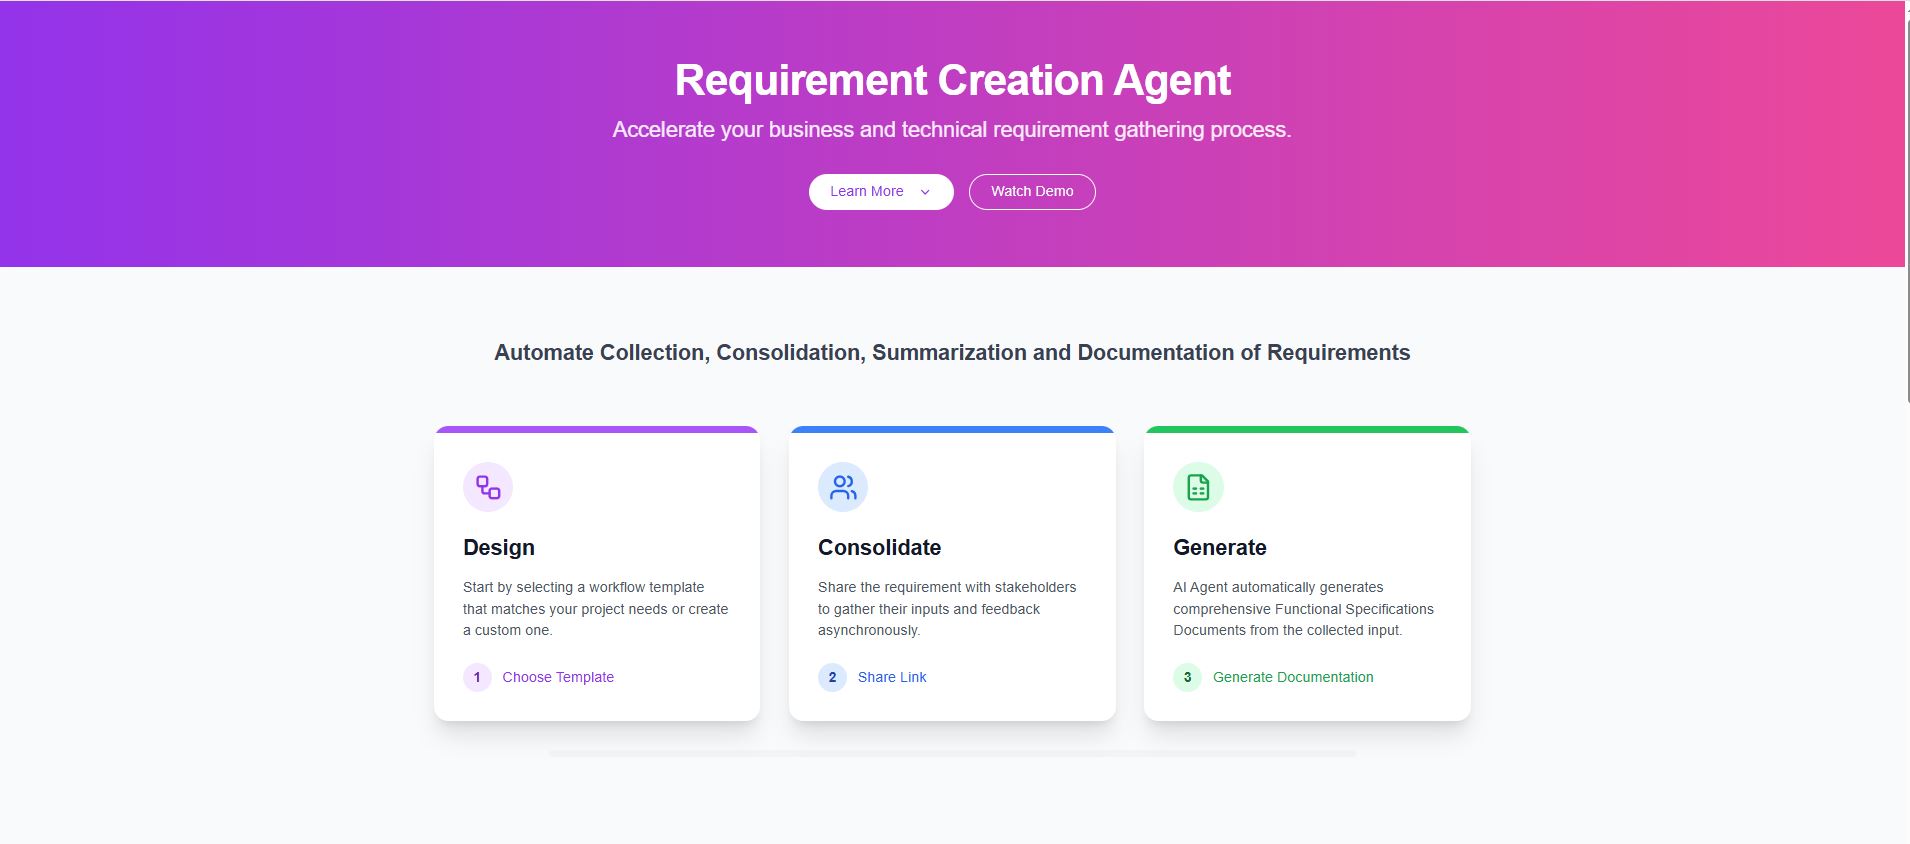 Requirement Creation Agent
Accelerate your business and technical requirement gathering process.
Learn More
Watch Demo
Automate Collection, Consolidation, Summarization and Documentation of Requirements
Design
Start by selecting a workflow template
that matches your project needs or create
a custom one.
1 Choose Template
Consolidate
Share the requirement with stakeholders
to gather their inputs and feedback
asynchronously.
2 Share Link
Generate
AI Agent automatically generates
comprehensive Functional Specifications
Documents from the collected input.
3 Generate Documentation